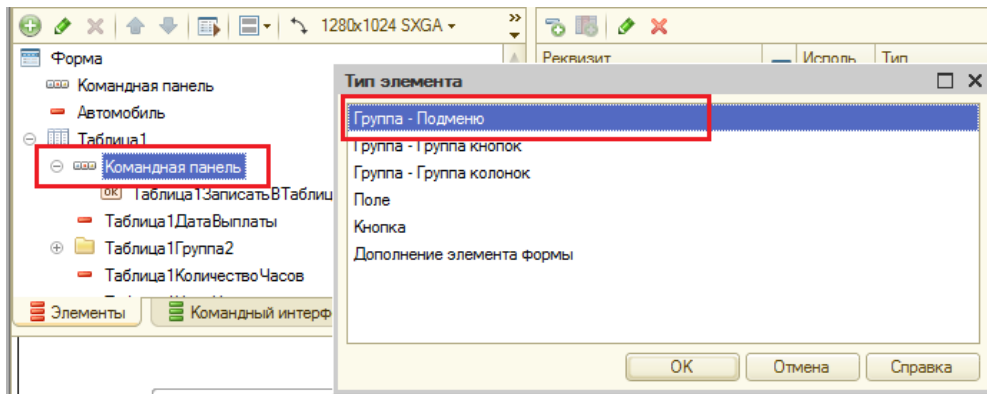 1280x1024 SXGA
»
Форма
Командная панель
Автомобиль
Таблица1
Командная панель
OK Таблица1ЗаписатьВТаблиц
Таблица1ДатаВыплаты
Таблица1Группа2
Таблица1КоличествоЧасов
Элементы
Командный интерф
Реквизит
Исполь
Тип
Тип элемента
Группа - Подменю
Группа - Группа кнопок
Группа - Группа колонок
Поле
Кнопка
Дополнение элемента формы
OK
Отмена
Справка